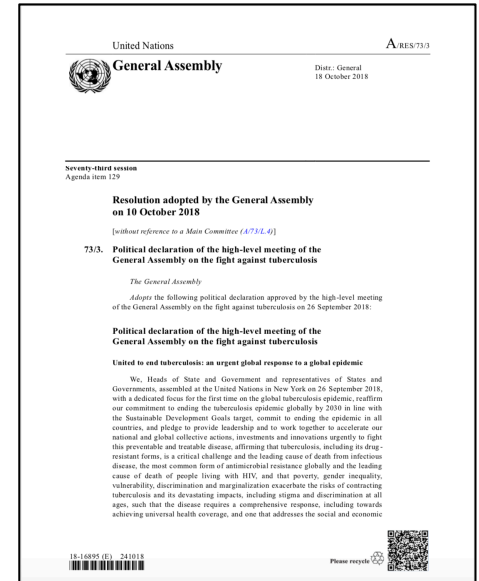 United Nations
A/RES/73/3
General Assembly
Distr.: General
18 October 2018
Seventy-third session
Agenda item 129
Resolution adopted by the General Assembly
on 10 October 2018
[without reference to a Main Committee (A/73/L.4)]
73/3. Political declaration of the high-level meeting of the
General Assembly on the fight against tuberculosis
The General Assembly
Adopts the following political declaration approved by the high-level meeting
of the General Assembly on the fight against tuberculosis on 26 September 2018:
Political declaration of the high-level meeting of the
General Assembly on the fight against tuberculosis
United to end tuberculosis: an urgent global response to a global epidemic
We, Heads of State and Government and representatives of States and
Governments, assembled at the United Nations in New York on 26 September 2018,
with a dedicated focus for the first time on the global tuberculosis epidemic, reaffirm
our commitment to ending the tuberculosis epidemic globally by 2030 in line with
the Sustainable Development Goals target, commit to ending the epidemic in all
countries, and pledge to provide leadership and to work together to accelerate our
national and global collective actions, investments and innovations urgently to fight
this preventable and treatable disease, affirming that tuberculosis, including its drug-
resistant forms, is a critical challenge and the leading cause of death from infectious
disease, the most common form of antimicrobial resistance globally and the leading
cause of death of people living with HIV, and that poverty, gender inequality,
vulnerability, discrimination and marginalization exacerbate the risks of contracting
tuberculosis and its devastating impacts, including stigma and discrimination at all
ages, such that the disease requires a comprehensive response, including towards
achieving universal health coverage, and one that addresses the social and economic
18-16895 (E) 241018
Please recycle